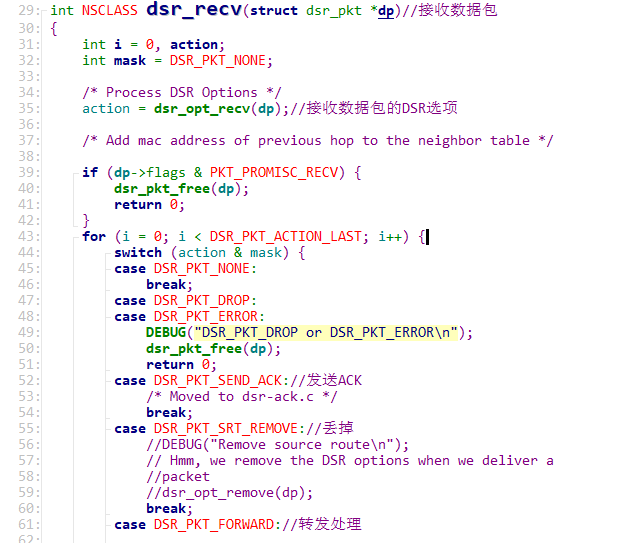 29: int NSCLASS dsr_recv(struct dsr_pkt *dp)//接收数据包
30: {
31:     int i = 0, action;
32:     int mask = DSR_PKT_NONE;
33:
34:     /* Process DSR Options */
35:     action = dsr_opt_recv(dp);//接收数据包的DSR选项
36:
37:     /* Add mac address of previous hop to the neighbor table */
38:
39:     if (dp->flags & PKT_PROMISC_RECV) {
40:         dsr_pkt_free(dp);
41:         return 0;
42:     }
43:     for (i = 0; i < DSR_PKT_ACTION_LAST; i++) {
44:         switch (action & mask) {
45:         case DSR_PKT_NONE:
46:             break;
47:         case DSR_PKT_DROP:
48:         case DSR_PKT_ERROR:
49:             DEBUG("DSR_PKT_DROP or DSR_PKT_ERROR\n");
50:             dsr_pkt_free(dp);
51:             return 0;
52:         case DSR_PKT_SEND_ACK://发送ACK
53:             /* Moved to dsr-ack.c */
54:             break;
55:         case DSR_PKT_SRT_REMOVE://丢掉
56:             //DEBUG("Remove source route\n");
57:             // Hmm, we remove the DSR options when we deliver a
58:             //packet
59:             //dsr_opt_remove(dp);
60:             break;
61:         case DSR_PKT_FORWARD://转发处理
62: